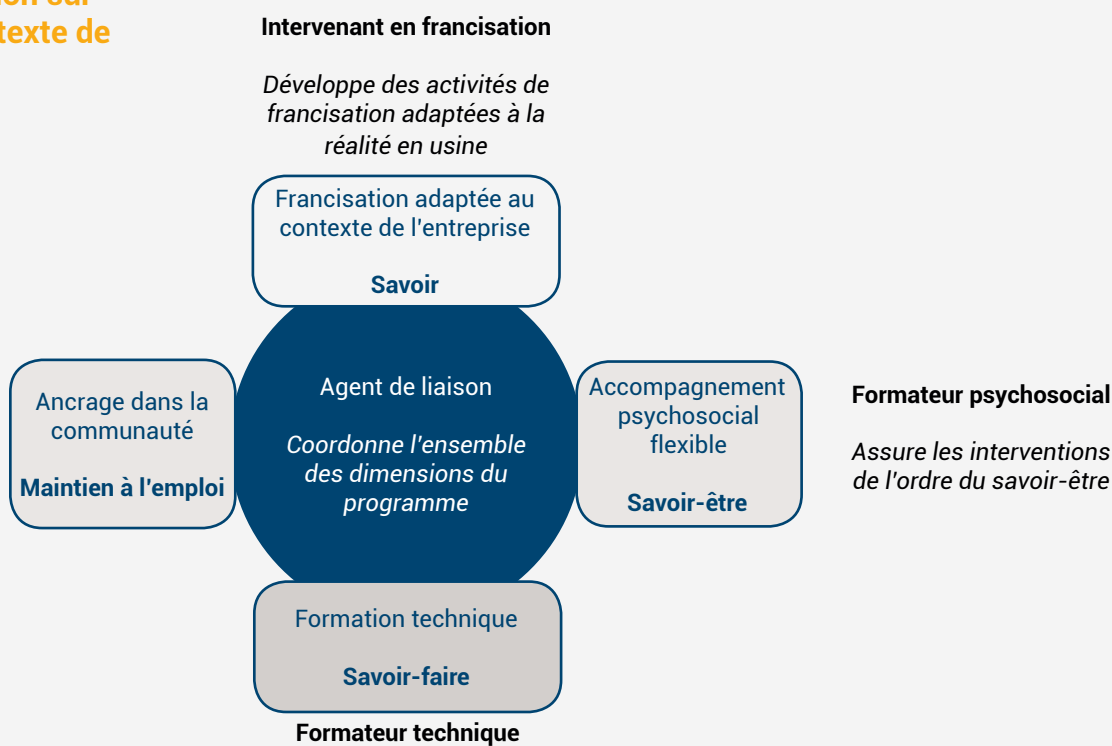 texte de
Intervenant en francisation
Développe des activités de
francisation adaptées à la
réalité en usine
Francisation adaptée au
contexte de l'entreprise
Savoir
Ancrage dans la
communauté
Maintien à l'emploi
Agent de liaison
Coordonne l'ensemble
des dimensions du
programme
Accompagnement
psychosocial
flexible
Savoir-être
Formateur psychosocial
Assure les interventions
de l'ordre du savoir-être
Formation technique
Savoir-faire
Formateur technique